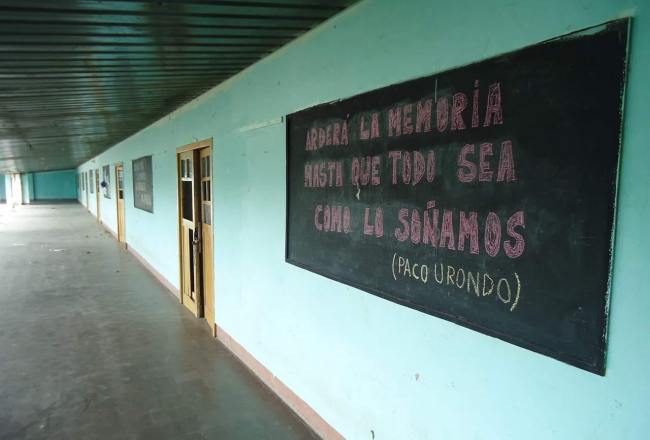 ARDERÁ LA MEMORIA
HASTA QUE TODO SEA
COMO LO SOÑAMOS
(PACO URONDO)